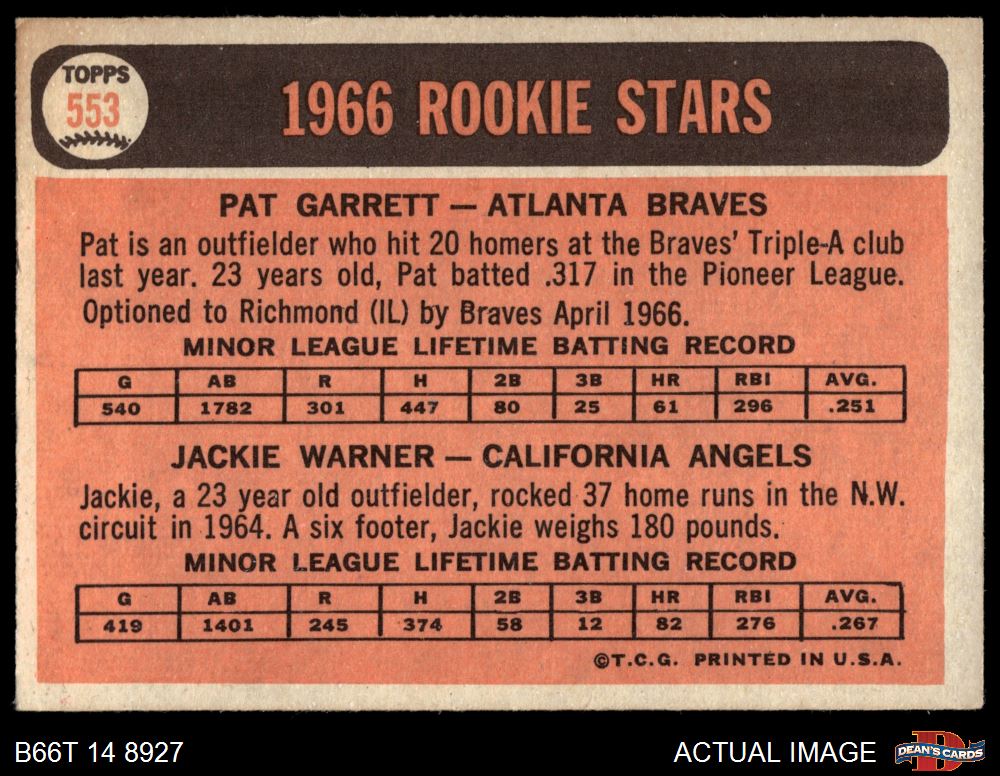 TOPPS
553
1966 ROOKIE STARS
PAT GARRETT — ATLANTA BRAVES
Pat is an outfielder who hit 20 homers at the Braves' Triple-A club
last year. 23 years old, Pat batted .317 in the Pioneer League.
Optioned to Richmond (IL) by Braves April 1966.
MINOR LEAGUE LIFETIME BATTING RECORD
G AB R H 2B 3B HR RBI AVG.
540 1782 301 447 80 25 61 296 .251
JACKIE WARNER — CALIFORNIA ANGELS
Jackie, a 23 year old outfielder, rocked 37 home runs in the N.W.
circuit in 1964. A six footer, Jackie weighs 180 pounds.
MINOR LEAGUE LIFETIME BATTING RECORD
G AB R H 2B 3B HR RBI AVG.
419 1401 245 374 58 12 82 276 .267
©T.C.G. PRINTED IN U.S.A.
B66T 14 8927 ACTUAL IMAGE DEAN'S CARDS